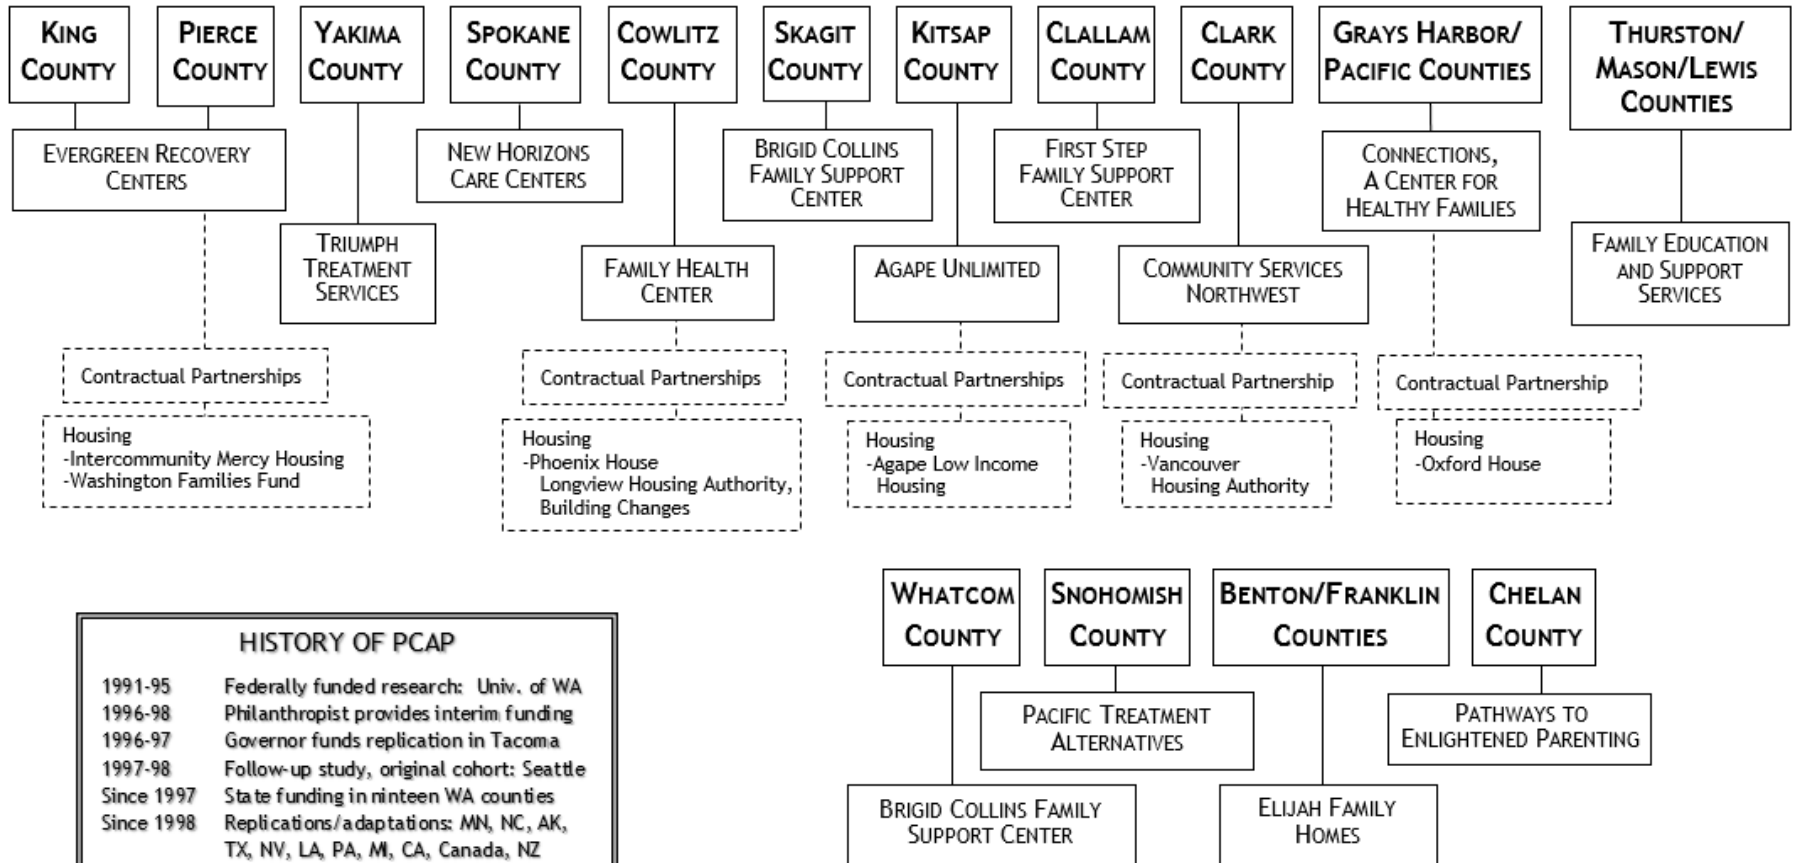 KING
COUNTY
PIERCE
COUNTY
YAKIMA
COUNTY
SPOKANE
COUNTY
COWLITZ
COUNTY
SKAGIT
COUNTY
KITSAP
COUNTY
CLALLAM
COUNTY
CLARK
COUNTY
GRAYS HARBOR/
PACIFIC COUNTIES
THURSTON/
MASON/LEWIS
COUNTIES
EVERGREEN RECOVERY
CENTERS
TRIUMPH
TREATMENT
SERVICES
NEW HORIZONS
CARE CENTERS
FAMILY HEALTH
CENTER
BRIGID COLLINS
FAMILY SUPPORT
CENTER
AGAPE UNLIMITED
FIRST STEP
FAMILY SUPPORT
CENTER
COMMUNITY SERVICES
NORTHWEST
CONNECTIONS,
A CENTER FOR
HEALTHY FAMILIES
FAMILY EDUCATION
AND SUPPORT
SERVICES
Contractual Partnerships
Housing
-Intercommunity Mercy Housing
-Washington Families Fund
Contractual Partnerships
Housing
-Phoenix House
Longview Housing Authority,
Building Changes
Contractual Partnerships
Housing
-Agape Low Income
Housing
Contractual Partnership
Housing
-Vancouver
Housing Authority
Contractual Partnership
Housing
-Oxford House
WHATCOM
COUNTY
SNOHOMISH
COUNTY
BENTON/FRANKLIN
COUNTIES
CHELAN
COUNTY
BRIGID COLLINS FAMILY
SUPPORT CENTER
PACIFIC TREATMENT
ALTERNATIVES
ELIJAH FAMILY
HOMES
PATHWAYS TO
ENLIGHTENED PARENTING
HISTORY OF PCAP
1991-95 Federally funded research: Univ. of WA
1996-98 Philanthropist provides interim funding
1996-97 Governor funds replication in Tacoma
1997-98 Follow-up study, original cohort: Seattle
Since 1997 State funding in ninteen WA counties
Since 1998 Replications/adaptations: MN, NC, AK,
TX, NV, LA, PA, MI, CA, Canada, NZ